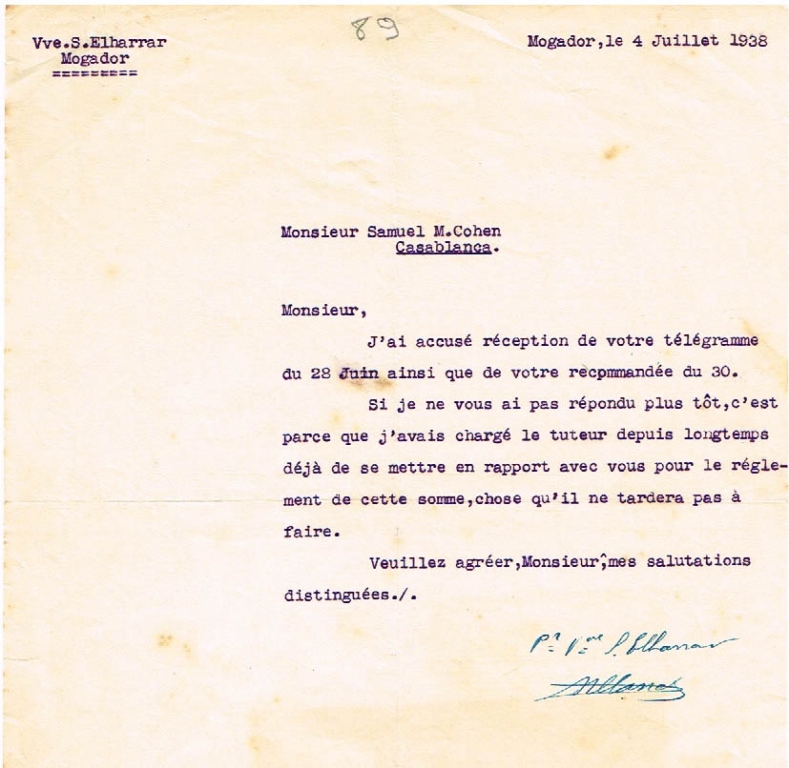 89
Vve.S.Elharrar
Mogador
=========
Mogador,le 4 Juillet 1938
Monsieur Samuel M.Cohen
Casablanca.
Monsieur,
J'ai accusé réception de votre télégramme
du 28 Juin ainsi que de votre recpmmandée du 30.
Si je ne vous ai pas répondu plus tôt,c'est
parce que j'avais chargé le tuteur depuis longtemps
déjà de se mettre en rapport avec vous pour le régle-
ment de cette somme,chose qu'il ne tardera pas à
faire.
Veuillez agréer,Monsieur,mes salutations
distinguées./.
Pr Vve S. Elharrar